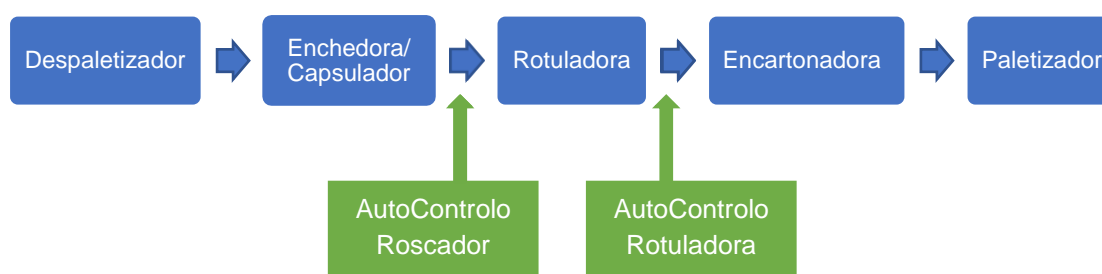 Despaletizador
Enchedora/
Capsulador
Rotuladora
Encartonadora
Paletizador
AutoControlo
Roscador
AutoControlo
Rotuladora